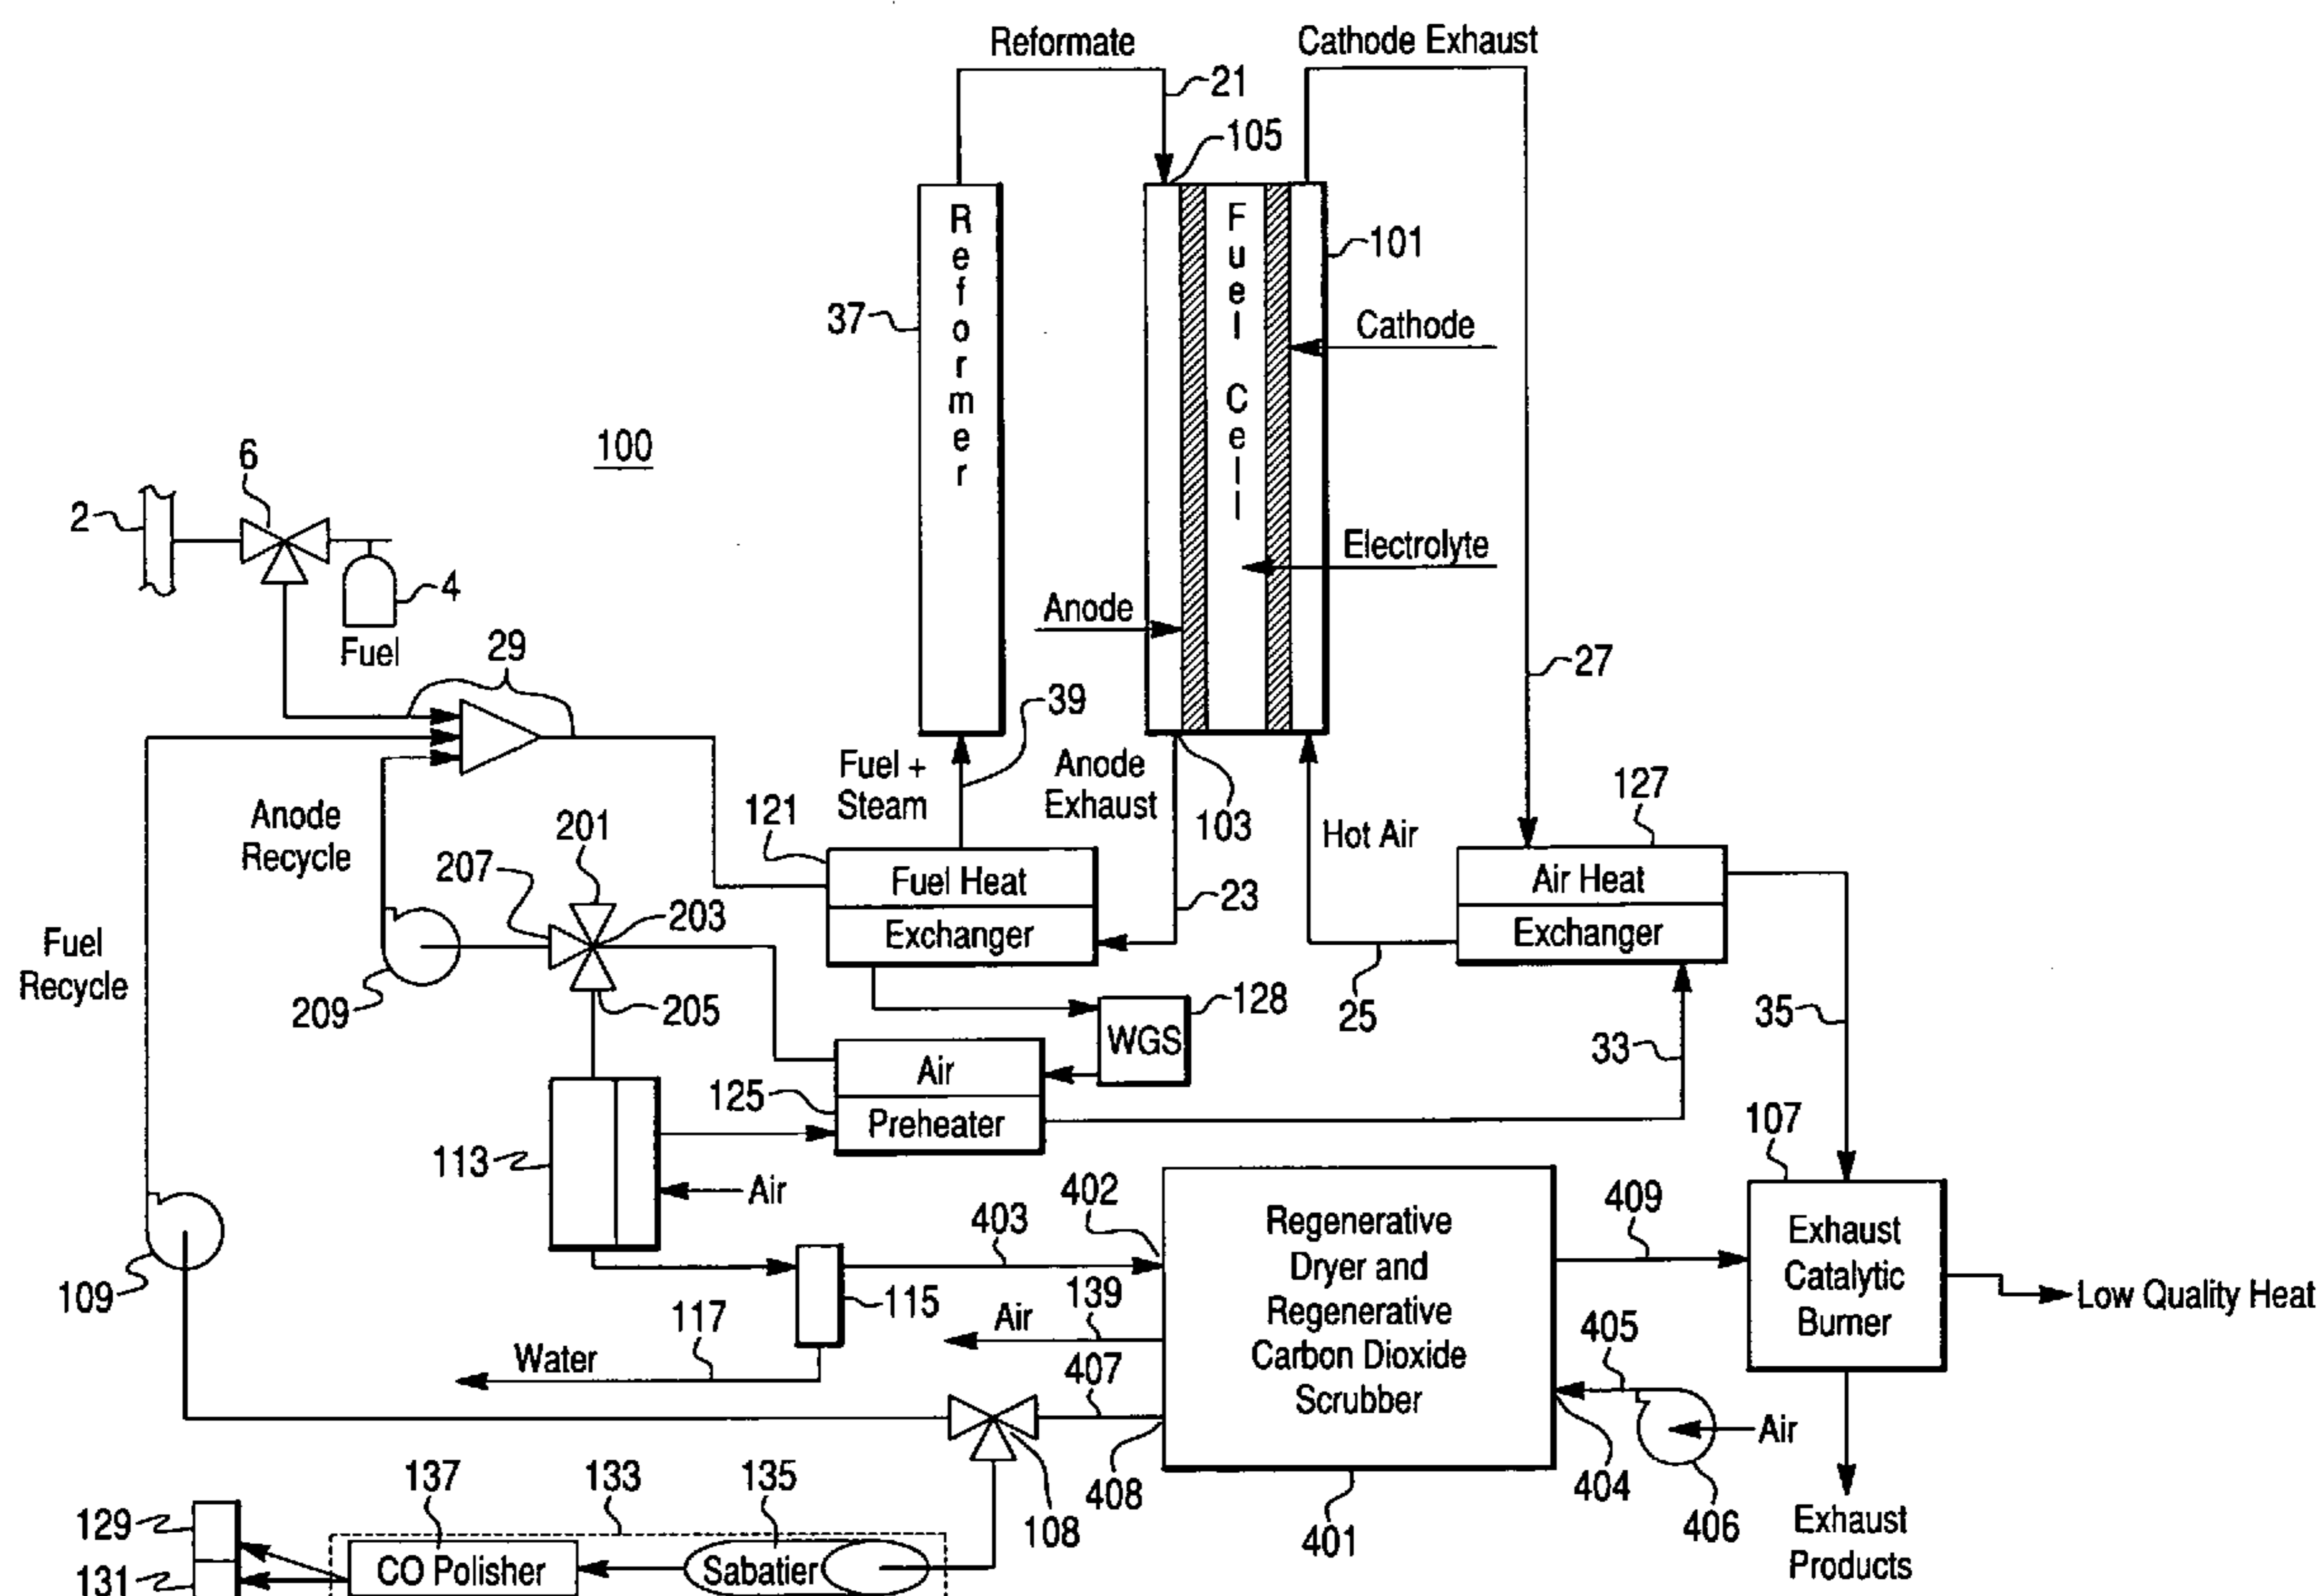 Reformate
Cathode Exhaust
21
105
Reformer
Fuel Cell
101
37
Cathode
100
6
2
Electrolyte
4
Fuel
Anode
29
27
39
Fuel +
Steam
Anode
Exhaust
127
121
103
Hot Air
Anode
Recycle
201
207
203
Fuel Heat
Exchanger
23
Air Heat
Exchanger
Fuel
Recycle
209
205
128
WGS
25
35
33
Air
Preheater
125
107
113
Air
402
403
409
Regenerative
Dryer and
Regenerative
Carbon Dioxide
Scrubber
Exhaust
Catalytic
Burner
109
115
139
Air
Low Quality Heat
117
Water
405
407
Air
408
404
137
133
135
108
401
406
129
Exhaust
Products
131
CO Polisher
Sabatier